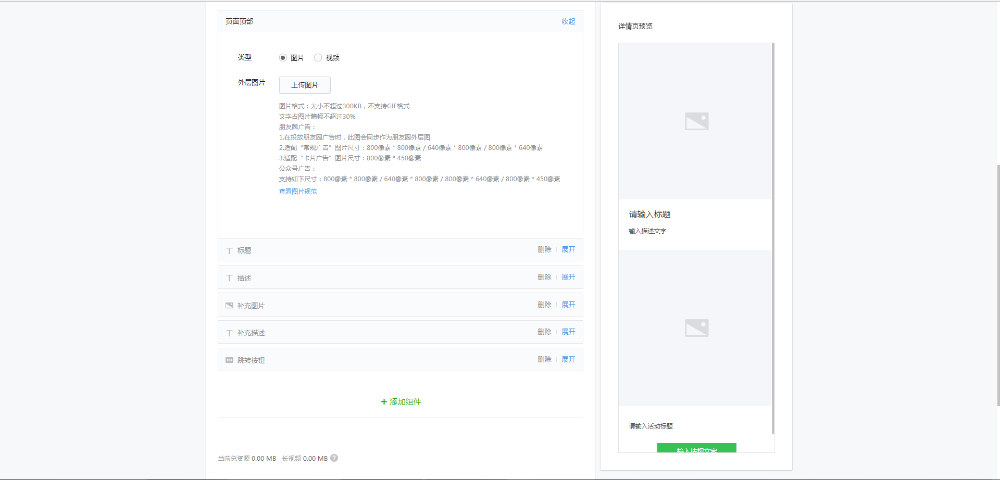 页面顶部
收起
类型
图片
视频
外层图片
上传图片
图片格式：大小不超过300KB，不支持GIF格式
文字占图片篇幅不超过30%
朋友圈广告：
1.在投放朋友圈广告时，此图会同步作为朋友圈外层图
2.适配“常规广告”图片尺寸：800像素 * 800像素 / 640像素 * 800像素 / 800像素 * 640像素
3.适配“卡片广告”图片尺寸：800像素 * 450像素
公众号广告：
支持如下尺寸：800像素 * 800像素 / 640像素 * 800像素 / 800像素 * 640像素 / 800像素 * 450像素
查看图片规范
T 标题
删除
展开
T 描述
删除
展开
补充图片
删除
展开
T 补充描述
删除
展开
跳转按钮
删除
展开
+ 添加组件
当前总资源 0.00 MB 长视频 0.00 MB ?
详情页预览
请输入标题
输入描述文字
请输入活动标题
输入按钮文案